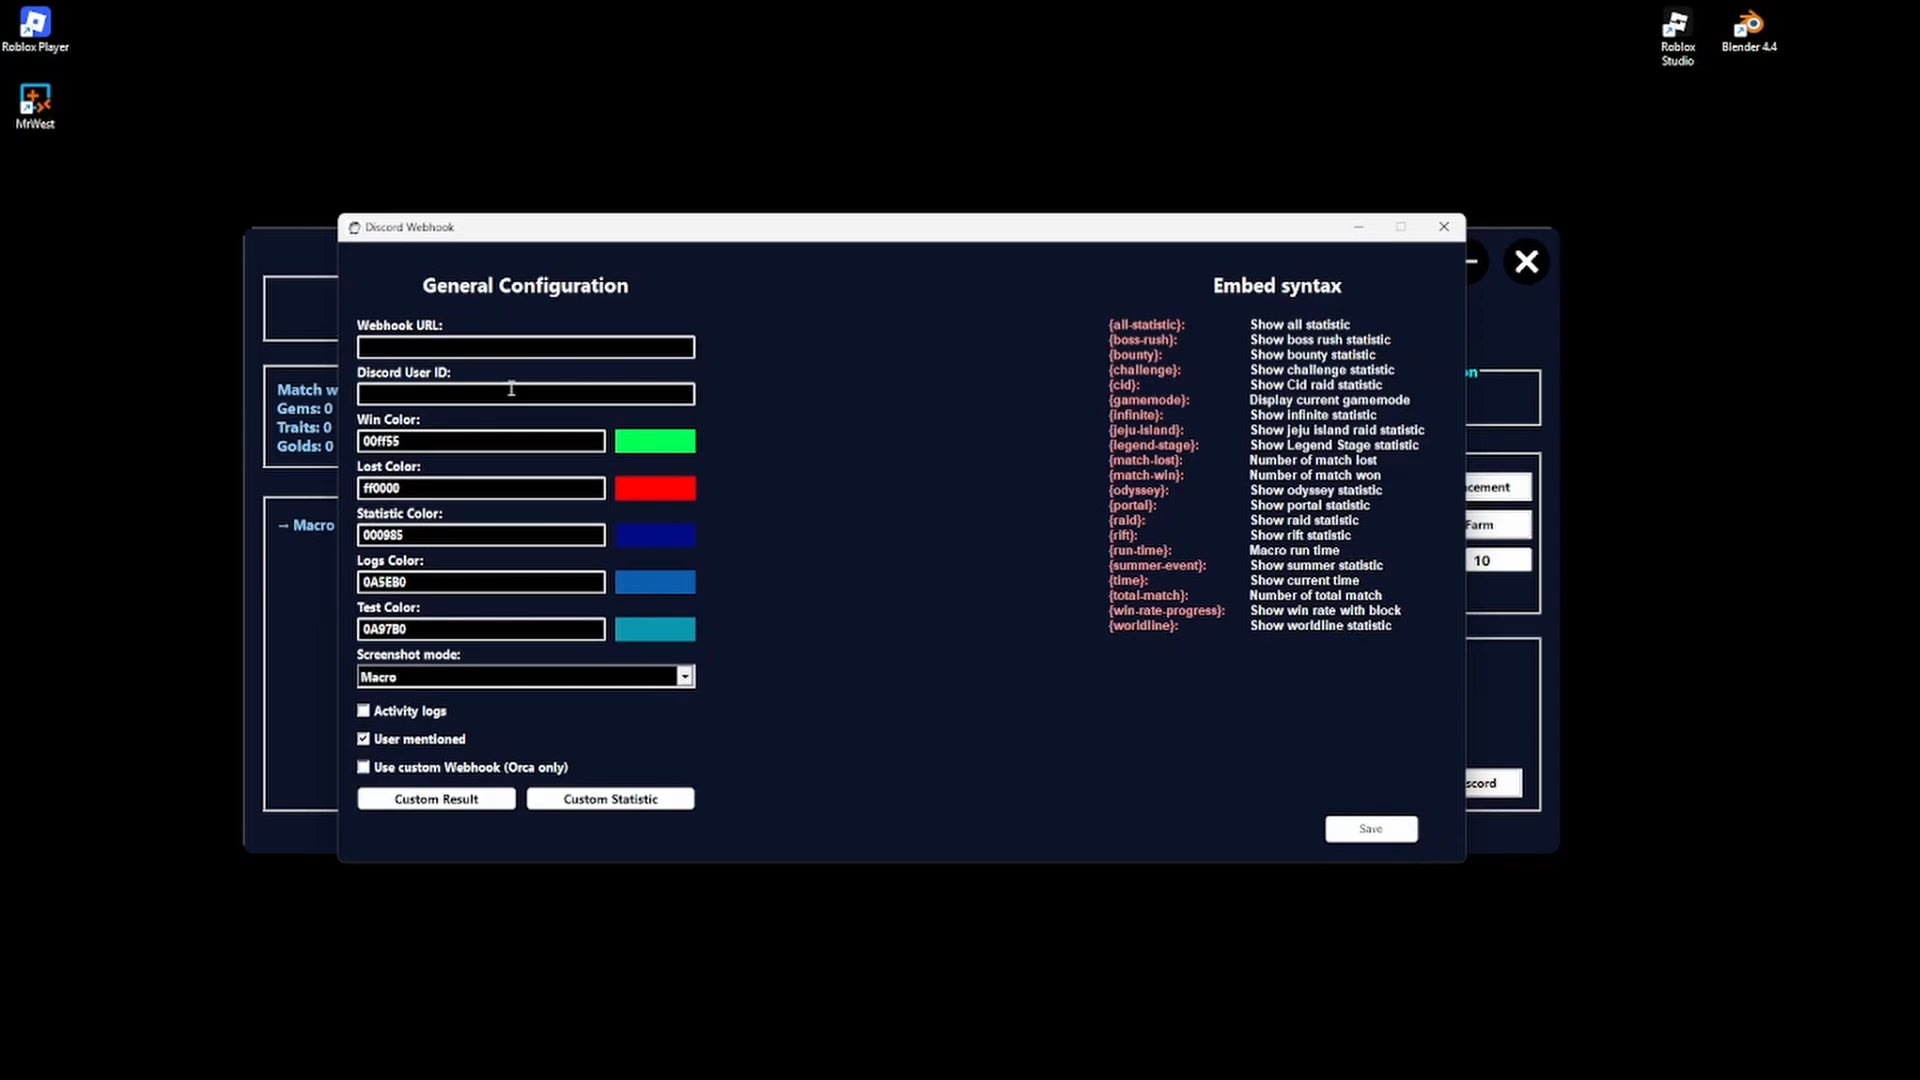 Roblox Player
MrWest
Roblox
Studio
Blender 4.4
Discord Webhook
General Configuration
Webhook URL:
Discord User ID:
Win Color:
00ff55
Lost Color:
ff0000
Statistic Color:
000985
Logs Color:
0A5EB0
Test Color:
0A97B0
Screenshot mode:
Macro
Activity logs
User mentioned
Use custom Webhook (Orca only)
Custom Result
Custom Statistic
Embed syntax
{all-statistic}: Show all statistic
{boss-rush}: Show boss rush statistic
{bounty}: Show bounty statistic
{challenge}: Show challenge statistic
{cid}: Show Cid raid statistic
{gamemode}: Display current gamemode
{infinite}: Show infinite statistic
{jeju-island}: Show jeju island raid statistic
{legend-stage}: Show Legend Stage statistic
{match-lost}: Number of match lost
{match-win}: Number of match won
{odyssey}: Show odyssey statistic
{portal}: Show portal statistic
{raid}: Show raid statistic
{rift}: Show rift statistic
{run-time}: Macro run time
{summer-event}: Show summer statistic
{time}: Show current time
{total-match}: Number of total match
{win-rate-progress}: Show win rate with block
{worldline}: Show worldline statistic
Save
Match w
Gems: 0
Traits: 0
Golds: 0
→ Macro
on
cement
Farm
10
scord